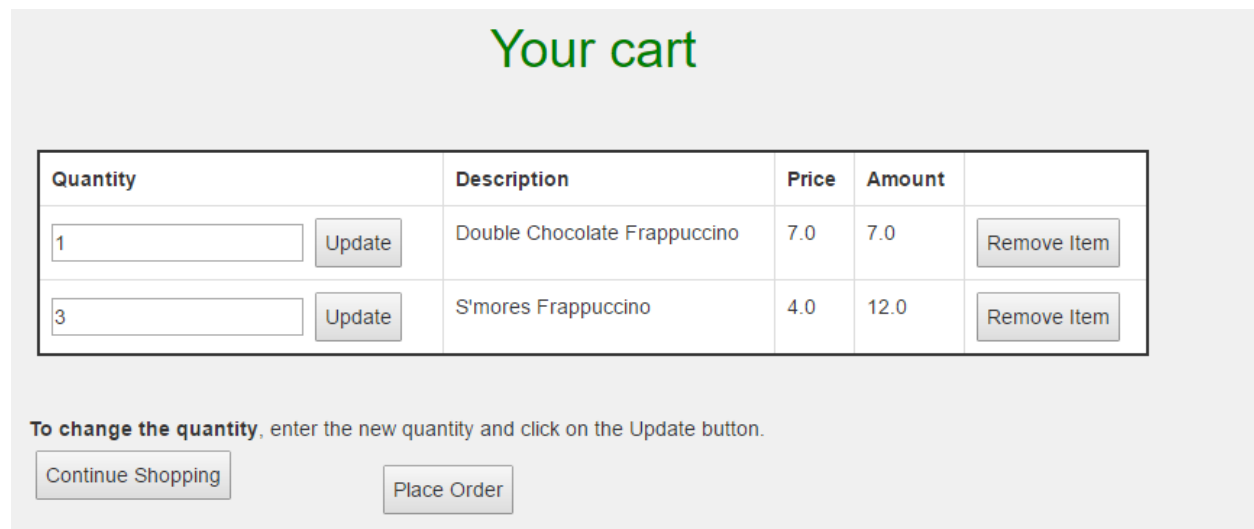 Your cart
Quantity Description Price Amount
1 Update Double Chocolate Frappuccino 7.0 7.0 Remove Item
3 Update S'mores Frappuccino 4.0 12.0 Remove Item
To change the quantity, enter the new quantity and click on the Update button.
Continue Shopping Place Order